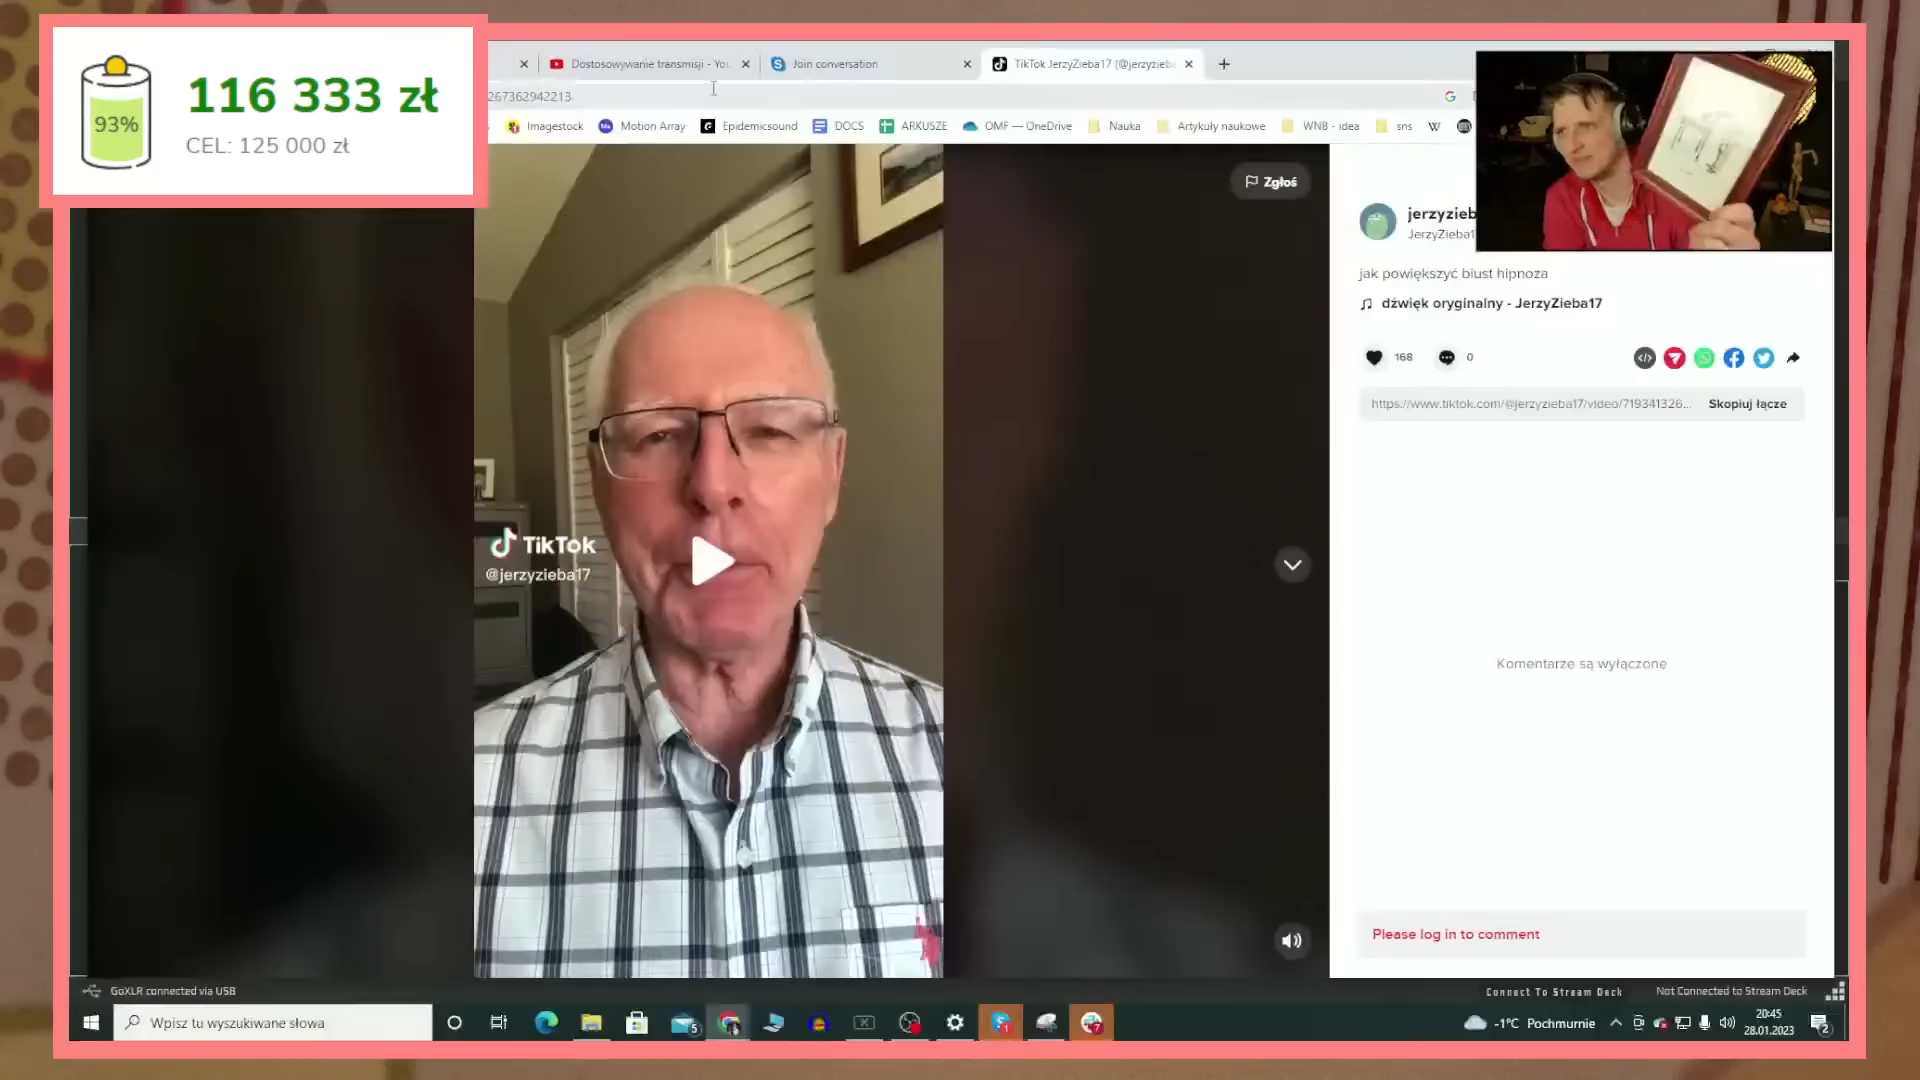 93%
116 333 zł
CEL: 125 000 zł
Dostosowywanie transmisji - You
Join conversation
TikTok JerzyZieba17 (@jerzyzieb
267362942213
Imagestock
Motion Array
Epidemicsound
DOCS
ARKUSZE
OMF — OneDrive
Nauka
Artykuły naukowe
WNB - idea
sns
Zgłoś
jerzyzieb
JerzyZieba1
jak powiększyć biust hipnoza
dźwięk oryginalny - JerzyZieba17
168
0
https://www.tiktok.com/@jerzyzieba17/video/719341326...
Skopiuj łącze
TikTok
@jerzyzieba17
Komentarze są wyłączone
Please log in to comment
GoXLR connected via USB
Connect To Stream Deck
Not Connected to Stream Deck
Wpisz tu wyszukiwane słowa
5
1
7
-1°C Pochmurnie
20:45
28.01.2023
2